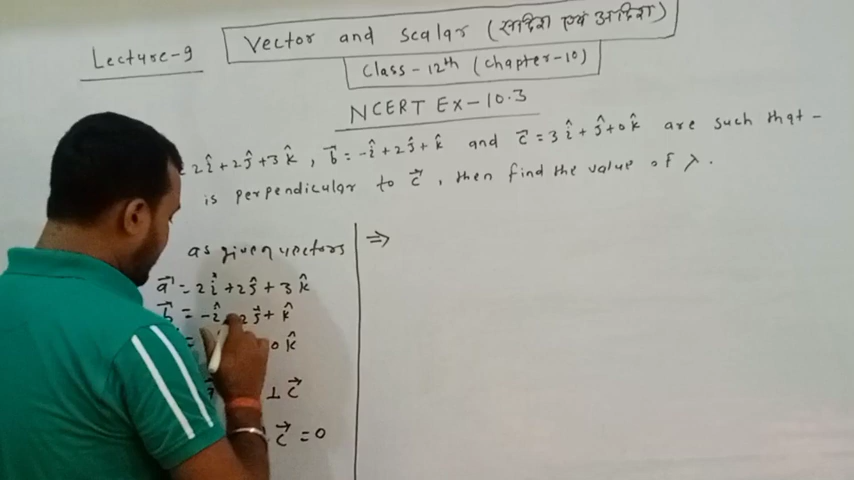 Lecture-9
Vector and Scalar (सदिश एवं अदिश)
Class-12th (Chapter-10)
NCERT Ex-10.3
2î+2ĵ+3k̂, b⃗=-î+2ĵ+k̂ and c⃗=3î+ĵ+0k̂ are such that-
is perpendicular to c⃗, then find the value of λ.
as given vectors
a⃗ = 2î+2ĵ+3k̂
b⃗ = -î 2ĵ+k̂
= 0k̂
⊥ c⃗
c⃗ = 0
⇒